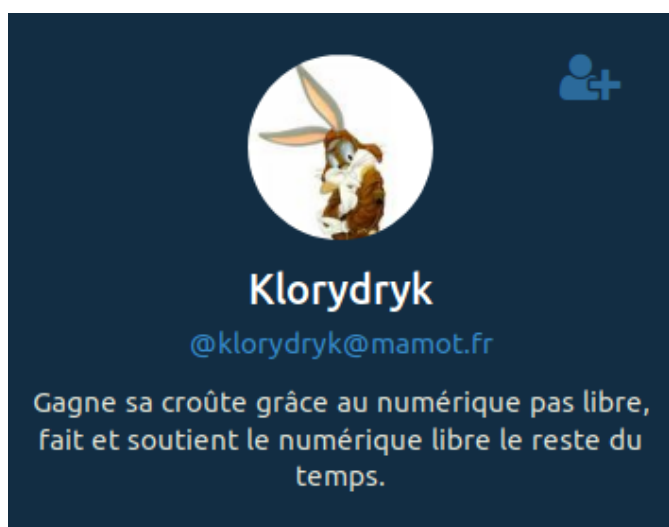 Klorydryk
@klorydryk@mamot.fr
Gagne sa croûte grâce au numérique pas libre,
fait et soutient le numérique libre le reste du
temps.